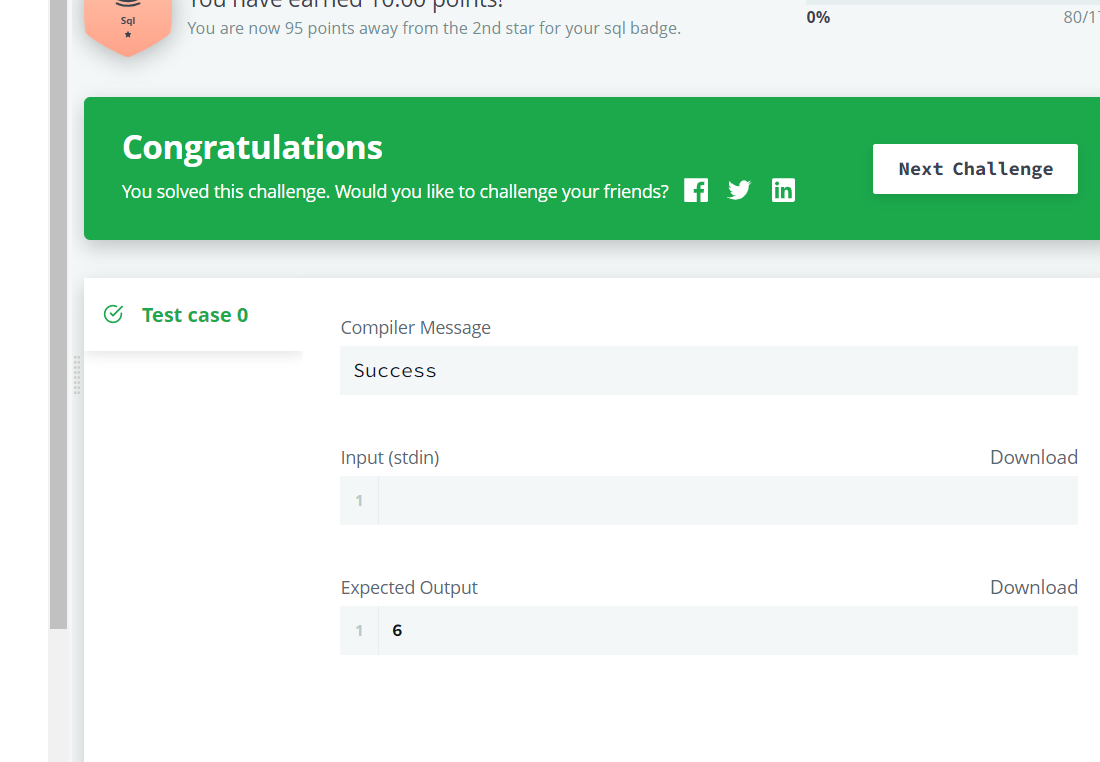 You have earned 10.00 points!
Sql
You are now 95 points away from the 2nd star for your sql badge.
0%
80/17
Congratulations
You solved this challenge. Would you like to challenge your friends?
Next Challenge
Test case 0
Compiler Message
Success
Input (stdin)
Download
1
Expected Output
Download
1
6